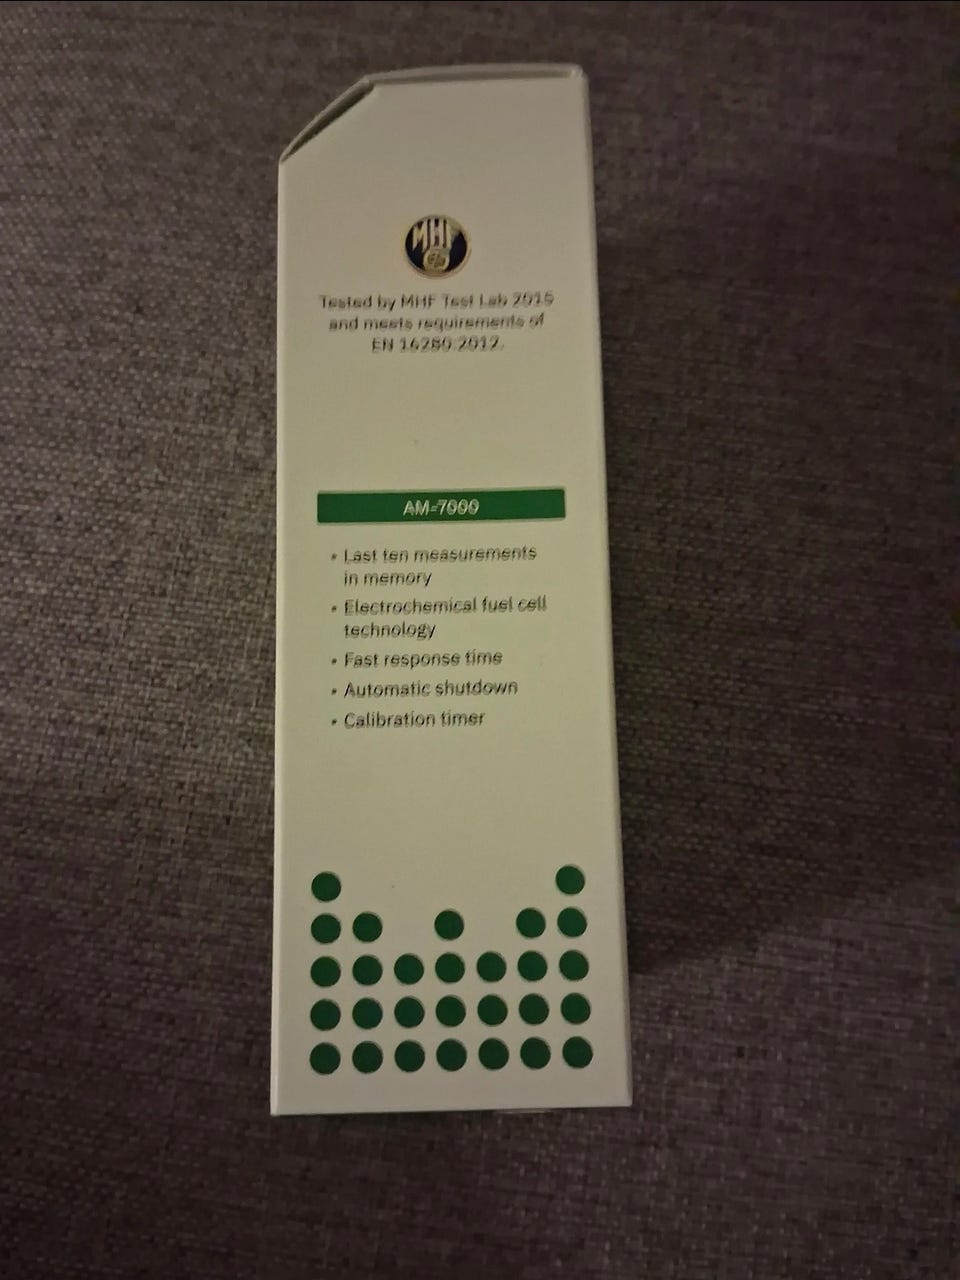 MHF
Tested by MHF Test Lab 2015
and meets requirements of
EN 16280:2012.
AM-7000
• Last ten measurements
in memory
• Electrochemical fuel cell
technology
• Fast response time
• Automatic shutdown
• Calibration timer